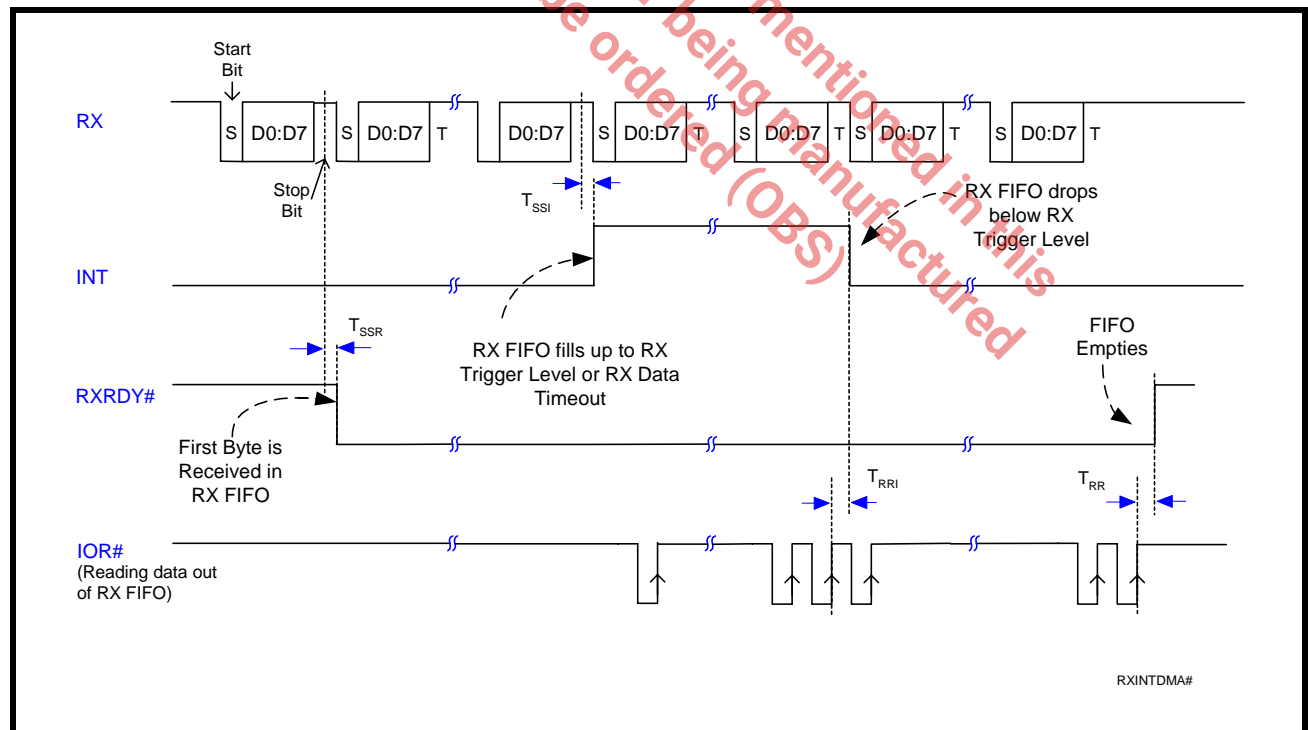 mentioned in this
being manufactured
be ordered (OBS)
Start
Bit
RX
S D0:D7 S D0:D7 T D0:D7 S D0:D7 T S D0:D7 T S D0:D7 T S D0:D7 T
Stop
Bit
TSSI
RX FIFO drops
below RX
Trigger Level
INT
TSSR
RX FIFO fills up to RX
Trigger Level or RX Data
Timeout
FIFO
Empties
RXRDY#
First Byte is
Received in
RX FIFO
TRRI
TRR
IOR#
(Reading data out
of RX FIFO)
RXINTDMA#